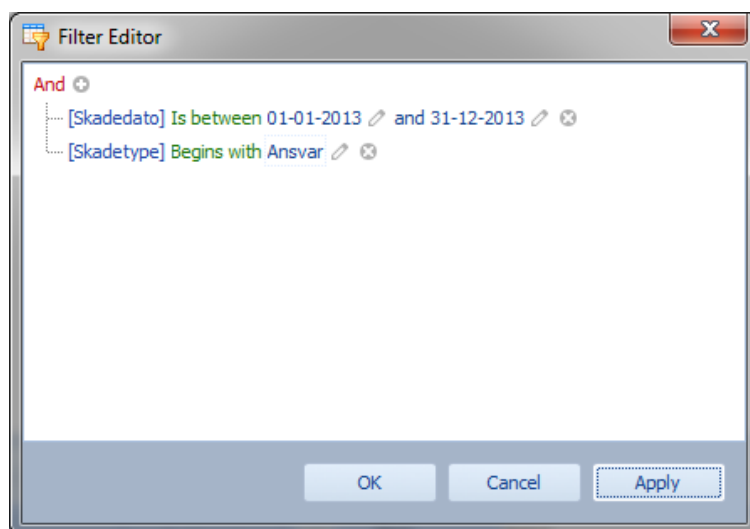 Filter Editor
And
[Skadedato] Is between 01-01-2013 and 31-12-2013
[Skadetype] Begins with Ansvar
OK Cancel Apply